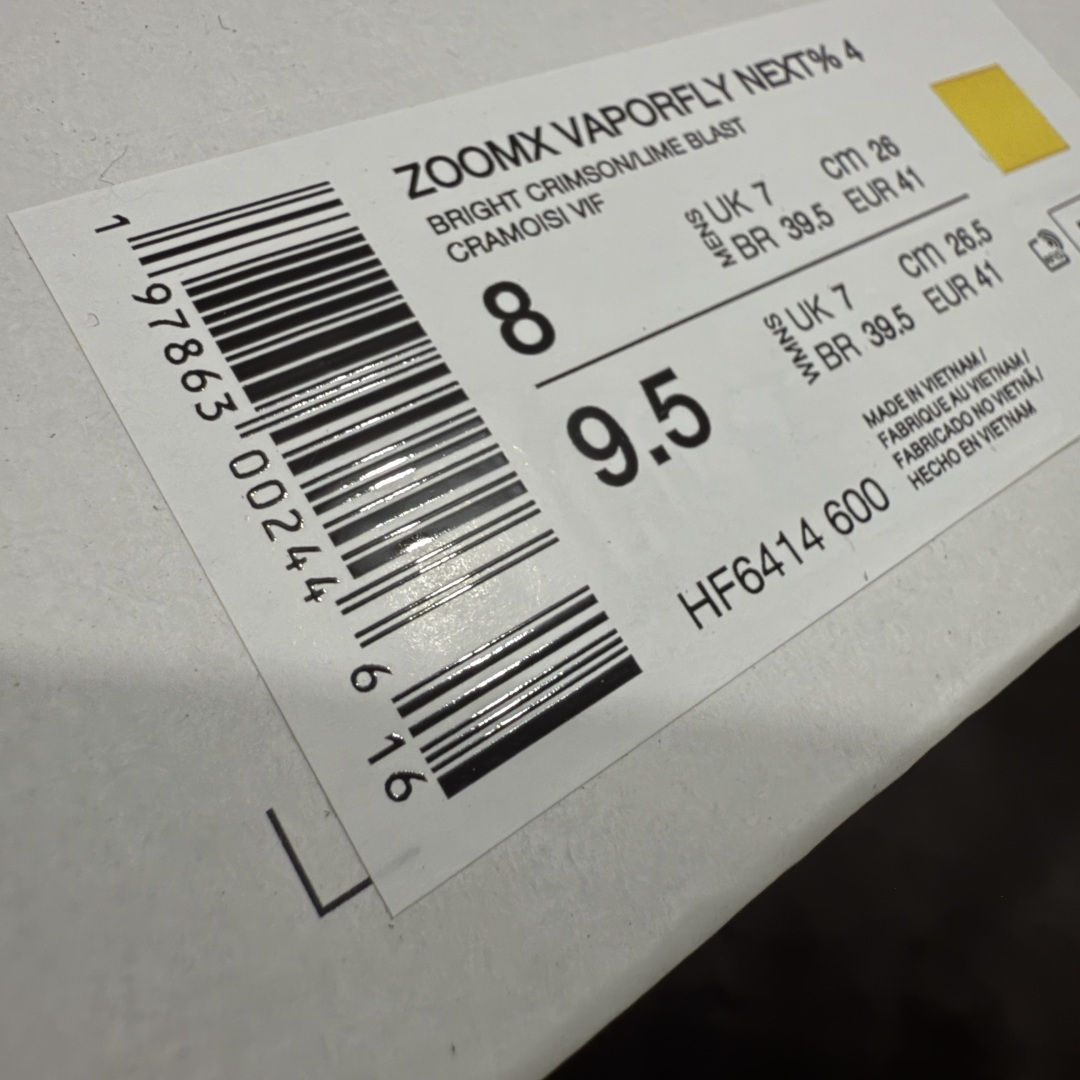 ZOOMX VAPORFLY NEXT% 4
BRIGHT CRIMSON/LIME BLAST
CRAMOISI VIF
8
MENS
UK 7 cm 26
BR 39.5 EUR 41
9.5
WMNS
UK 7 cm 26.5
BR 39.5 EUR 41
MADE IN VIETNAM /
FABRIQUE AU VIETNAM /
FABRICADO NO VIETNÃ /
HECHO EN VIETNAM
HF6414 600
1 97863 00244 6 16